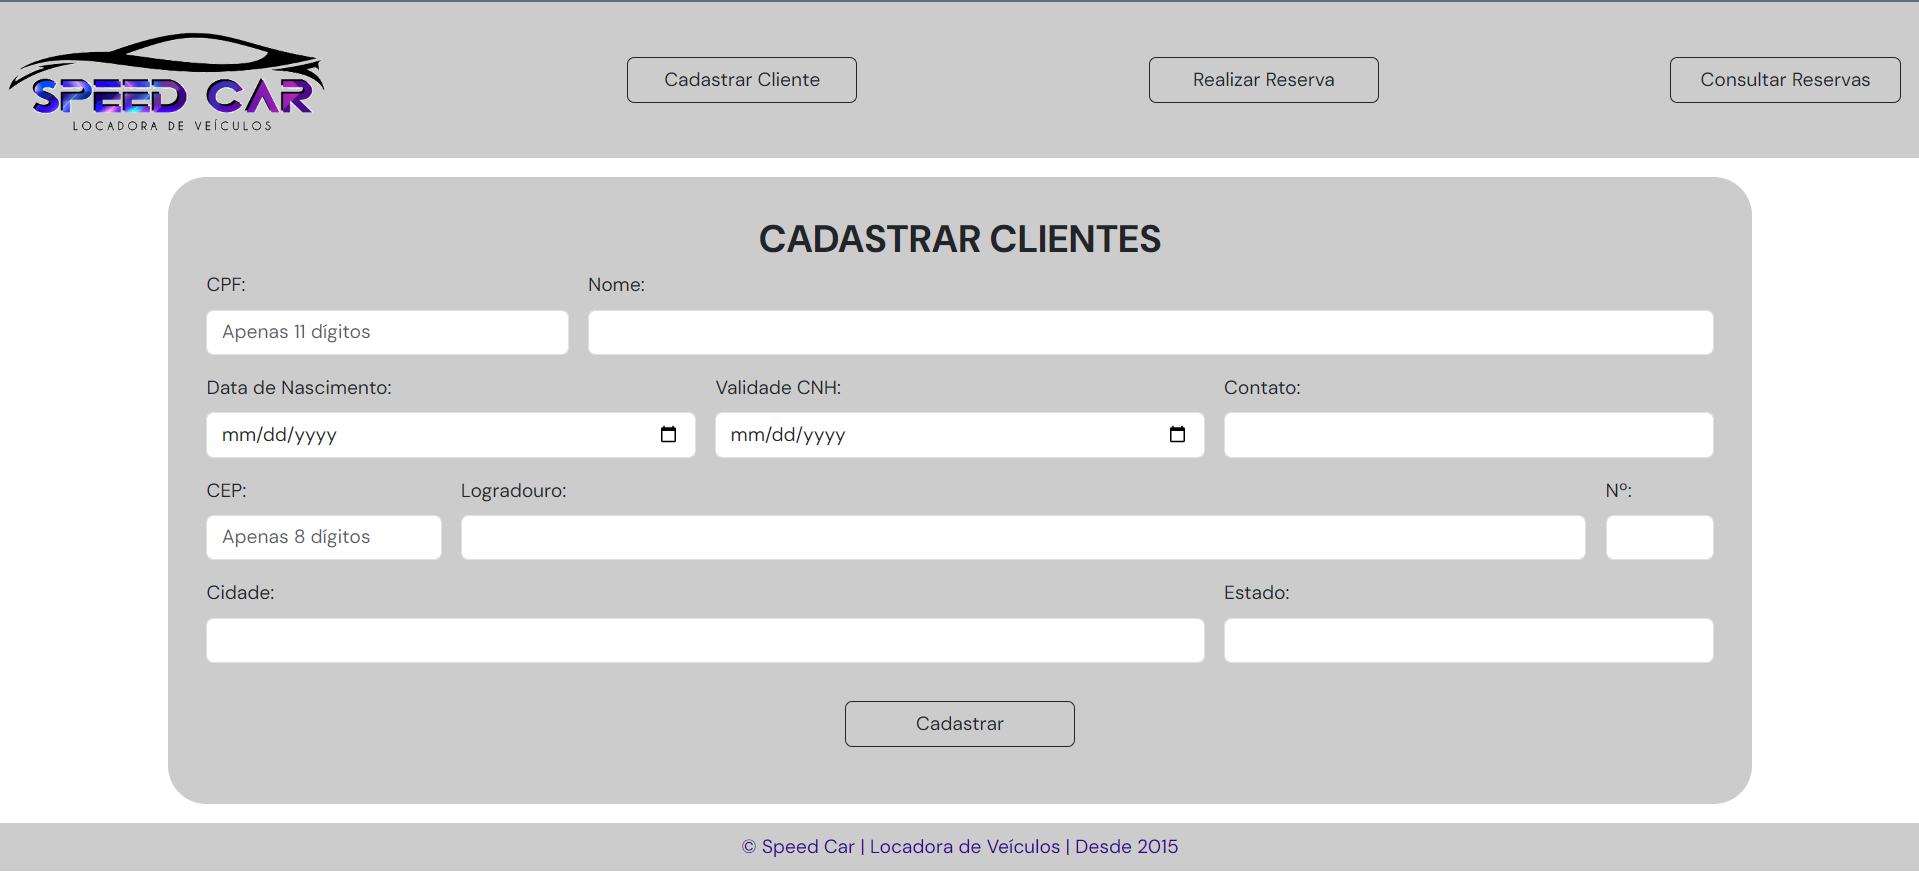 SPEED CAR
LOCADORA DE VEÍCULOS
Cadastrar Cliente
Realizar Reserva
Consultar Reservas
CADASTRAR CLIENTES
CPF: Nome:
Apenas 11 dígitos
Data de Nascimento: Validade CNH: Contato:
mm/dd/yyyy mm/dd/yyyy
CEP: Logradouro: Nº:
Apenas 8 dígitos
Cidade: Estado:
Cadastrar
© Speed Car | Locadora de Veículos | Desde 2015